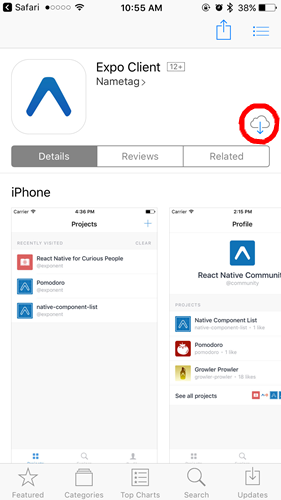 Safari 10:55 AM 38%
Expo Client 12+
Nametag >
Details Reviews Related
iPhone
Carrier 4:36 PM
Projects +
RECENTLY VISITED CLEAR
React Native for Curious People
@exponent
Pomodoro
@exponent
native-component-list
@exponent
Carrier 2:15 PM
Profile
React Native Communi
@community
PROJECTS
Native Component List
native-component-list • 1 like
Pomodoro
pomodoro • 1 like
Growler Prowler
growler-prowler • 18 likes
See all projects
Featured Categories Top Charts Search Updates